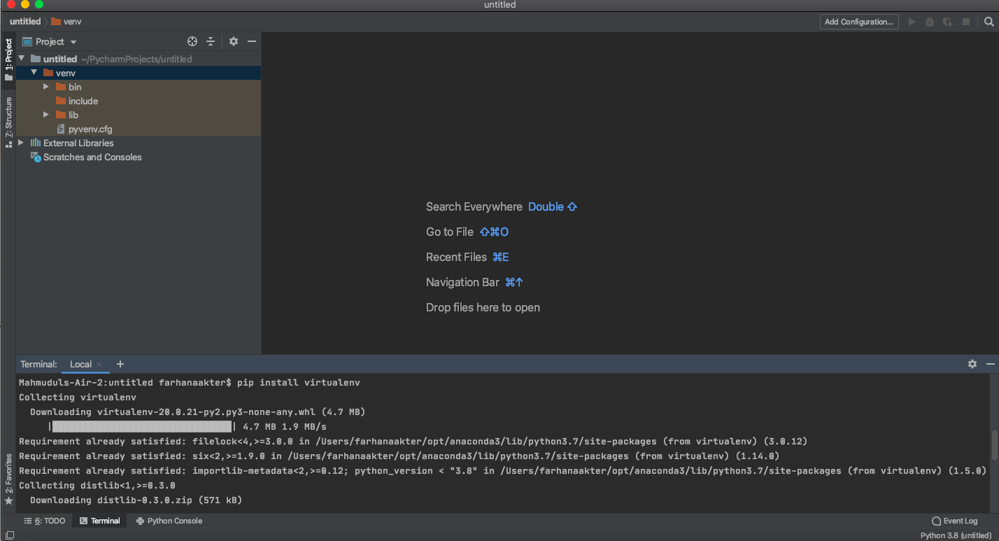 untitled
untitled venv
Add Configuration...
Project
untitled ~/PycharmProjects/untitled
venv
bin
include
lib
pyvenv.cfg
External Libraries
Scratches and Consoles
1: Project
Z: Structure
2: Favorites
Search Everywhere Double ⇧
Go to File ⇧⌘O
Recent Files ⌘E
Navigation Bar ⌘↑
Drop files here to open
Terminal: Local × +
Mahmuduls-Air-2:untitled farhanaakter$ pip install virtualenv
Collecting virtualenv
Downloading virtualenv-20.0.21-py2.py3-none-any.whl (4.7 MB)
|████████████████████████████████| 4.7 MB 1.9 MB/s
Requirement already satisfied: filelock<4,>=3.0.0 in /Users/farhanaakter/opt/anaconda3/lib/python3.7/site-packages (from virtualenv) (3.0.12)
Requirement already satisfied: six<2,>=1.9.0 in /Users/farhanaakter/opt/anaconda3/lib/python3.7/site-packages (from virtualenv) (1.14.0)
Requirement already satisfied: importlib-metadata<2,>=0.12; python_version < "3.8" in /Users/farhanaakter/opt/anaconda3/lib/python3.7/site-packages (from virtualenv) (1.5.0)
Collecting distlib<1,>=0.3.0
Downloading distlib-0.3.0.zip (571 kB)
6: TODO Terminal Python Console Event Log
Python 3.8 (untitled)